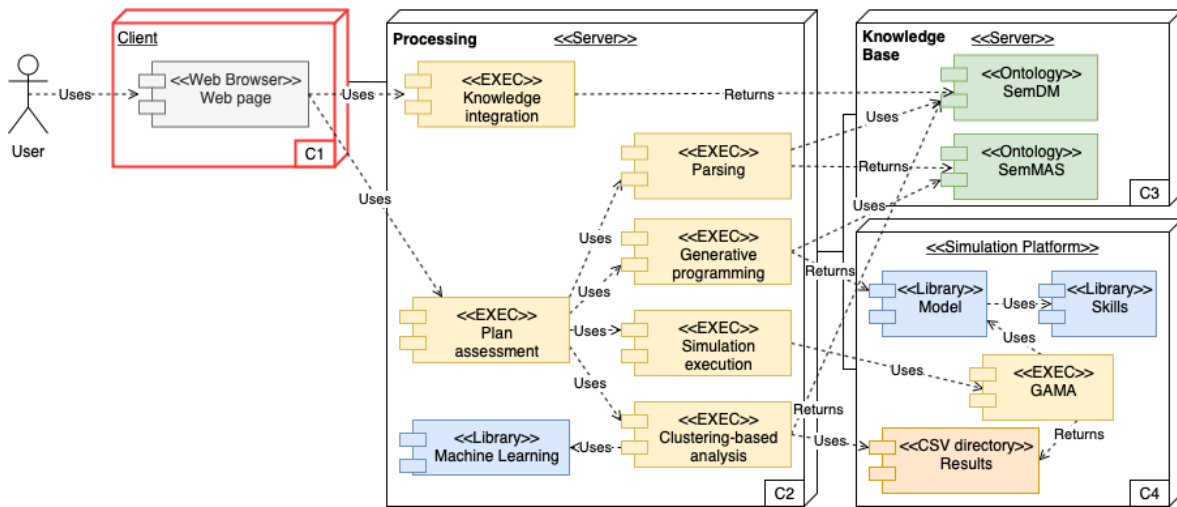 Client
<<Web Browser>>
Web page
C1
User
Uses
Uses
Uses
Processing
<<Server>>
<<EXEC>>
Knowledge
integration
Returns
<<EXEC>>
Parsing
Uses
Returns
Uses
<<EXEC>>
Generative
programming
Uses
Uses
Returns
<<EXEC>>
Plan
assessment
Uses
<<EXEC>>
Simulation
execution
Uses
Uses
<<EXEC>>
Clustering-based
analysis
Returns
Uses
Uses
<<Library>>
Machine Learning
C2
Knowledge
Base
<<Server>>
<<Ontology>>
SemDM
<<Ontology>>
SemMAS
C3
<<Simulation Platform>>
<<Library>>
Model
Uses
<<Library>>
Skills
Uses
<<EXEC>>
GAMA
Returns
<<CSV directory>>
Results
C4